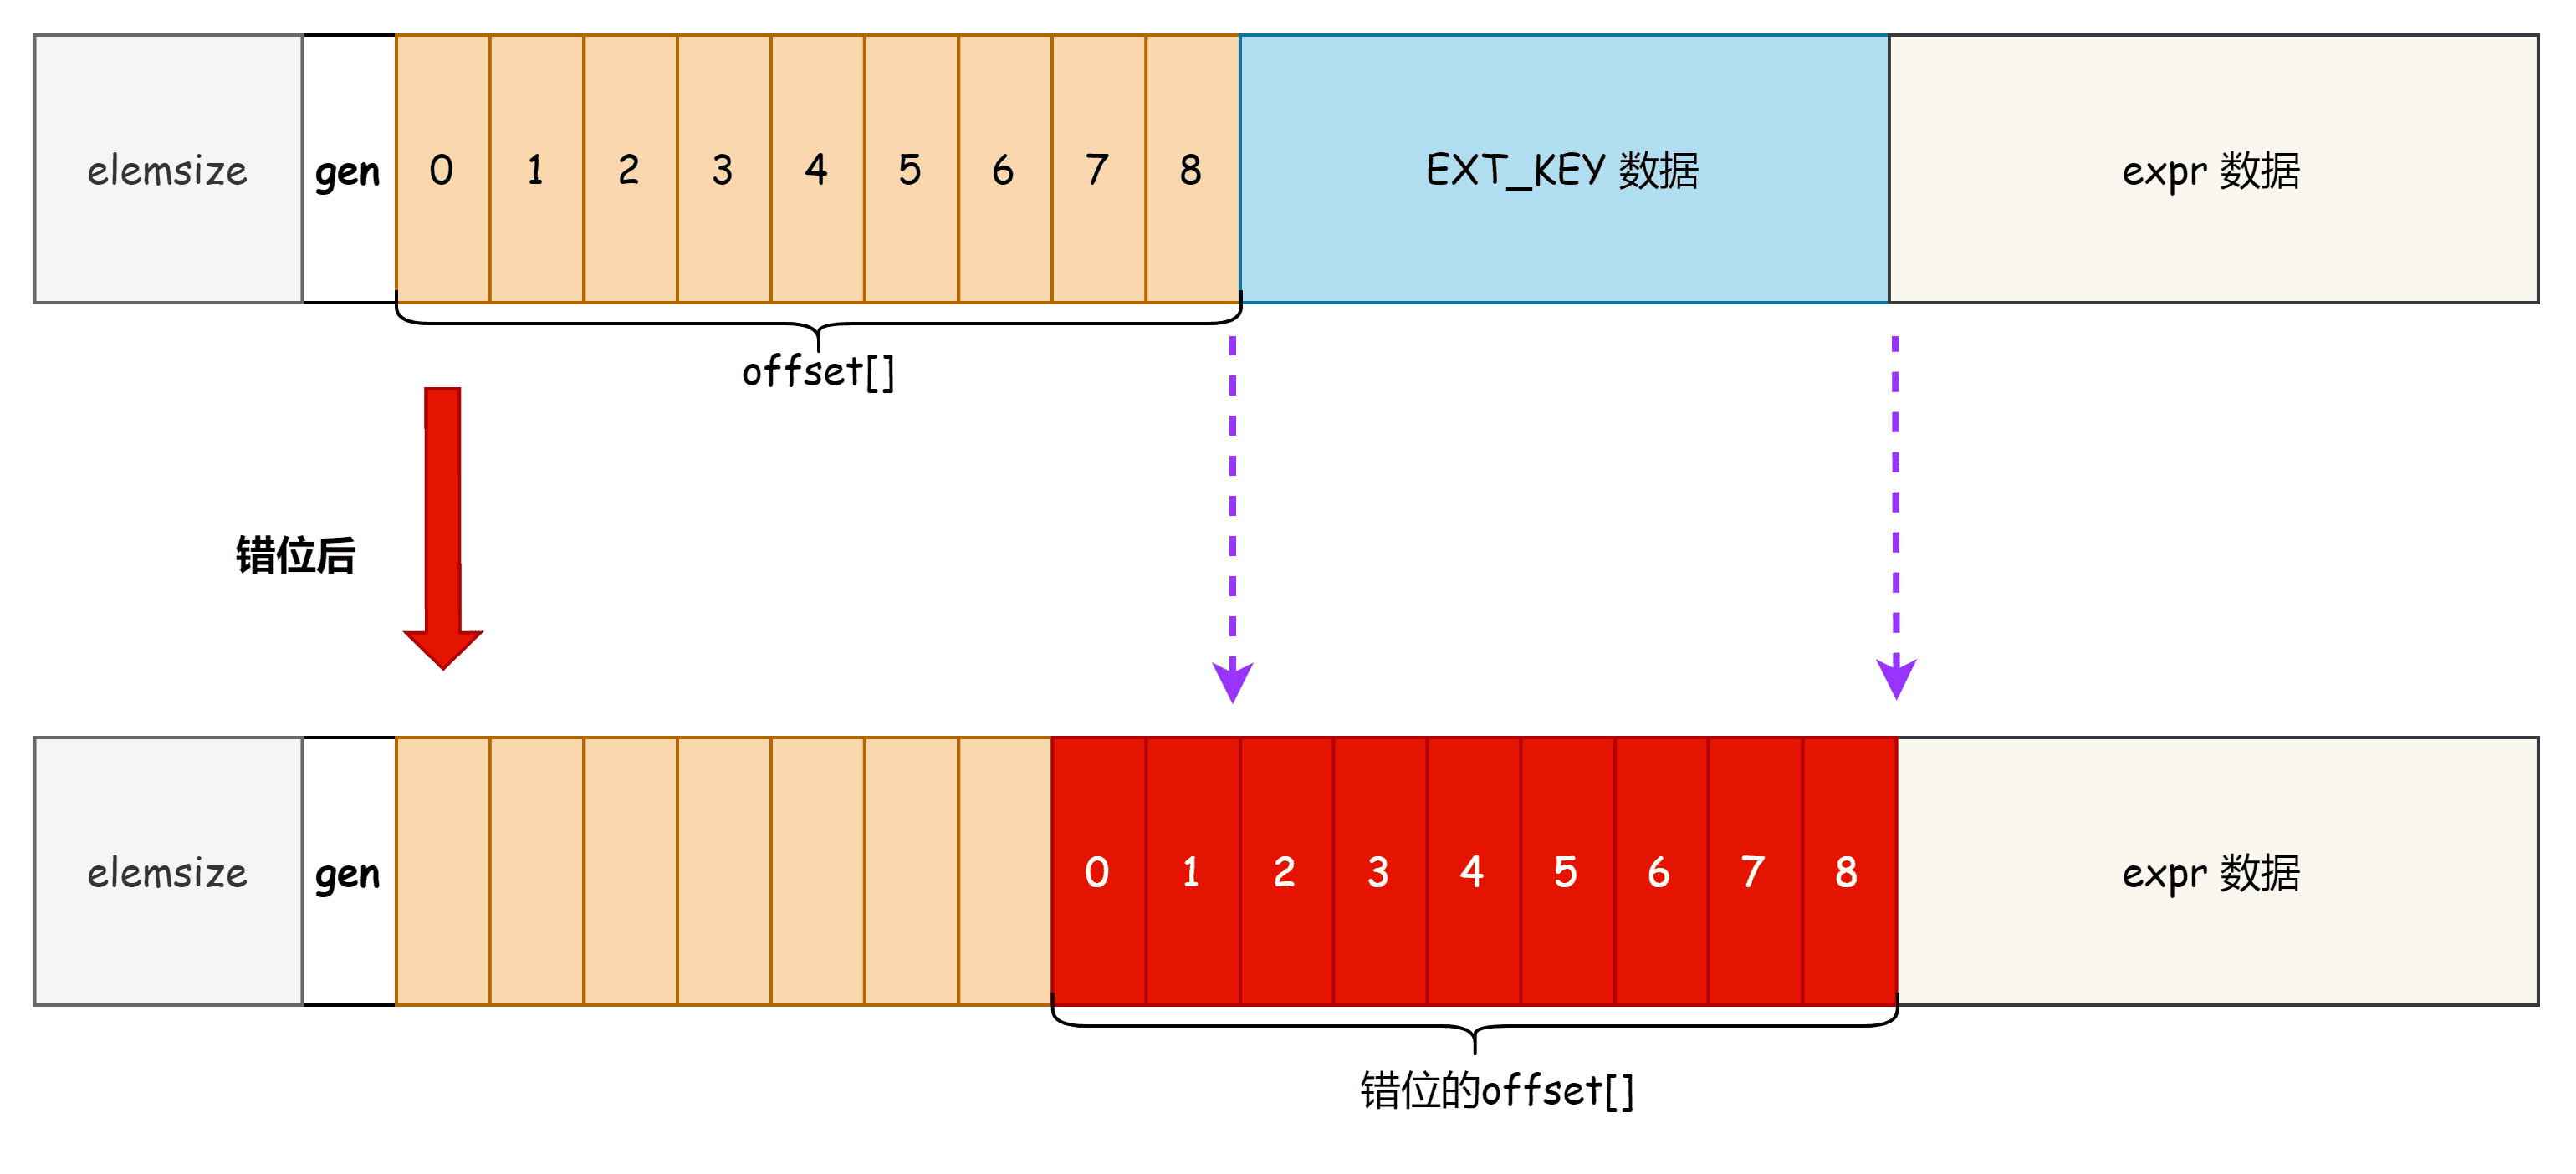 elemsize gen 0 1 2 3 4 5 6 7 8 EXT_KEY 数据 expr 数据
offset[]
错位后
elemsize gen 0 1 2 3 4 5 6 7 8 expr 数据
错位的offset[]